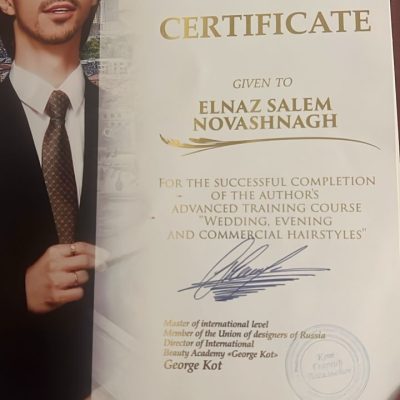 CERTIFICATE
GIVEN TO
ELNAZ SALEM
NOVASHNAGH
FOR THE SUCCESSFUL COMPLETION
OF THE AUTHOR'S
ADVANCED TRAINING COURSE
"WEDDING, EVENING
AND COMMERCIAL HAIRSTYLES"
Master of international level
Member of the Union of designers of Russia
Director of International
Beauty Academy «George Kot»
George Kot